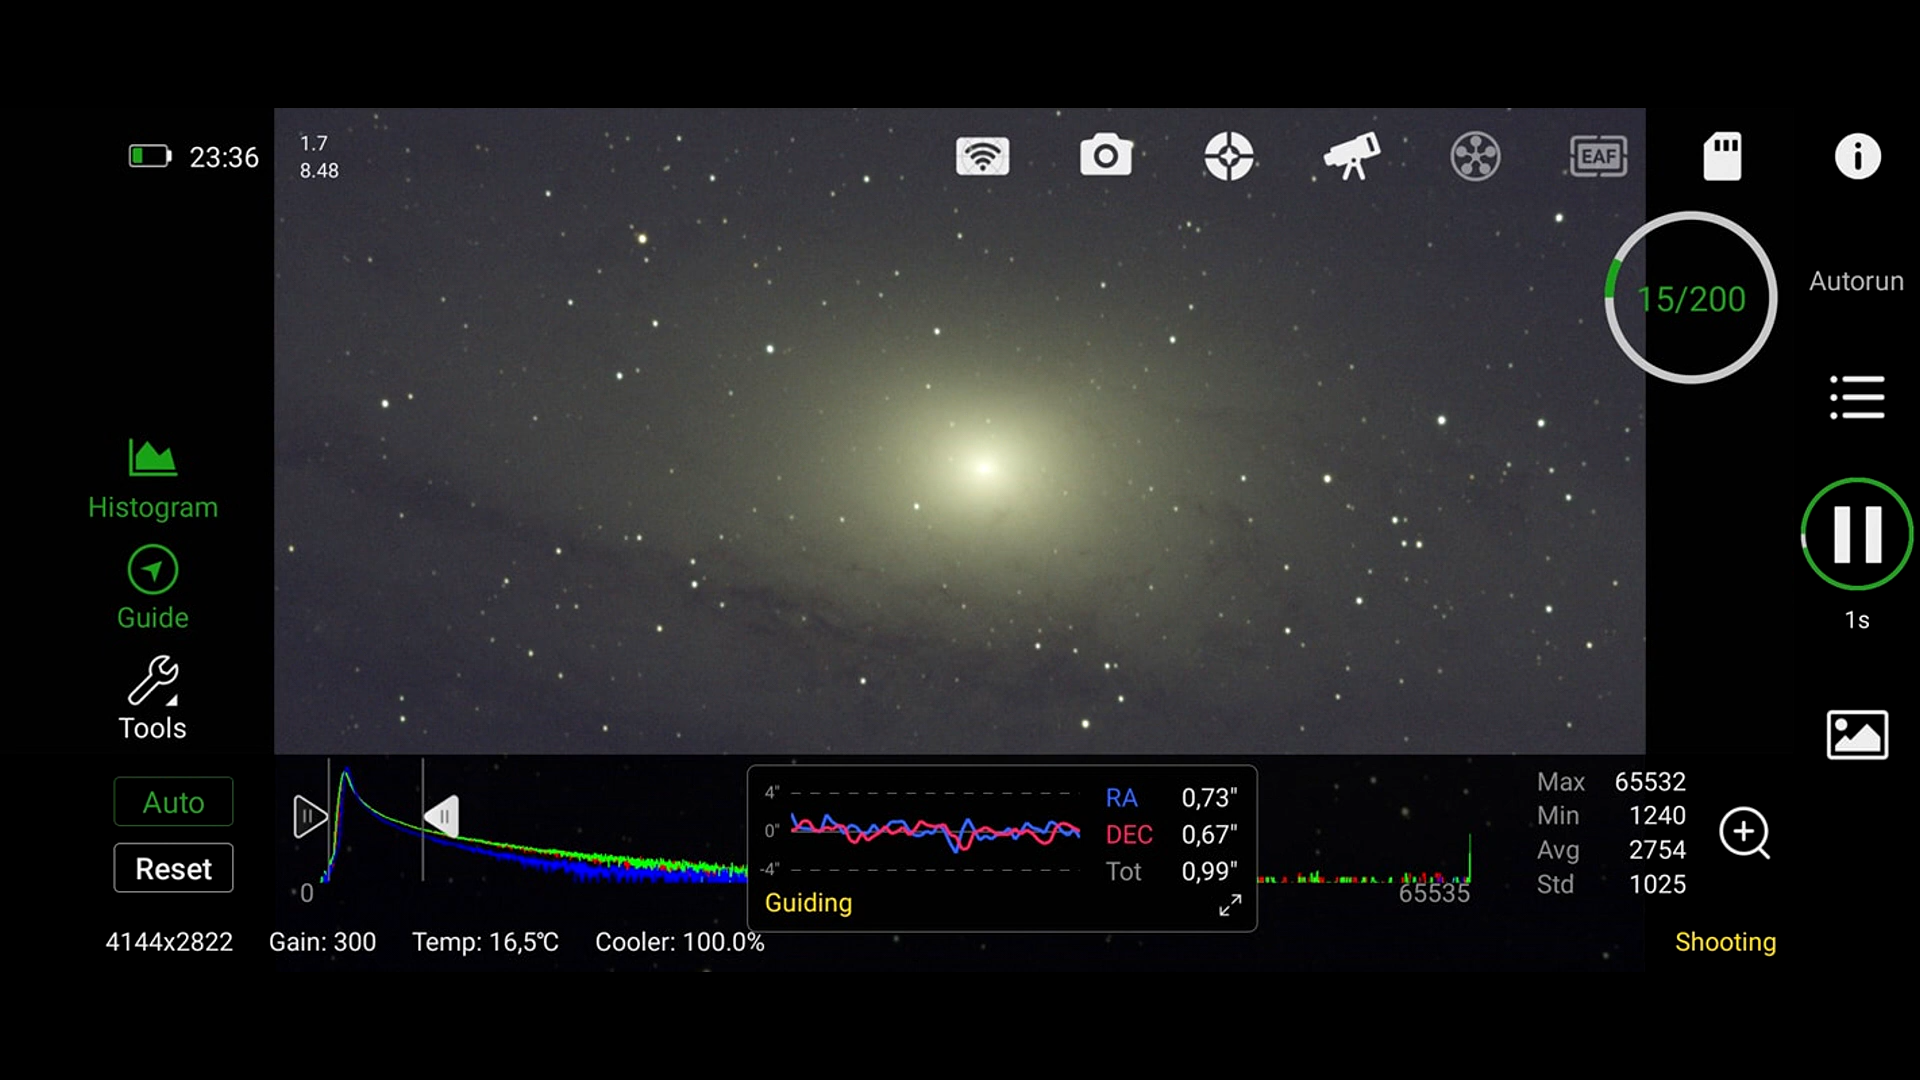 23:36
1.7
8.48
EAF
15/200
Autorun
Histogram
Guide
Tools
1s
Auto
Reset
0
4"
0"
-4"
RA 0,73"
DEC 0,67"
Tot 0,99"
Guiding
65535
Max 65532
Min 1240
Avg 2754
Std 1025
4144x2822 Gain: 300 Temp: 16,5℃ Cooler: 100.0%
Shooting